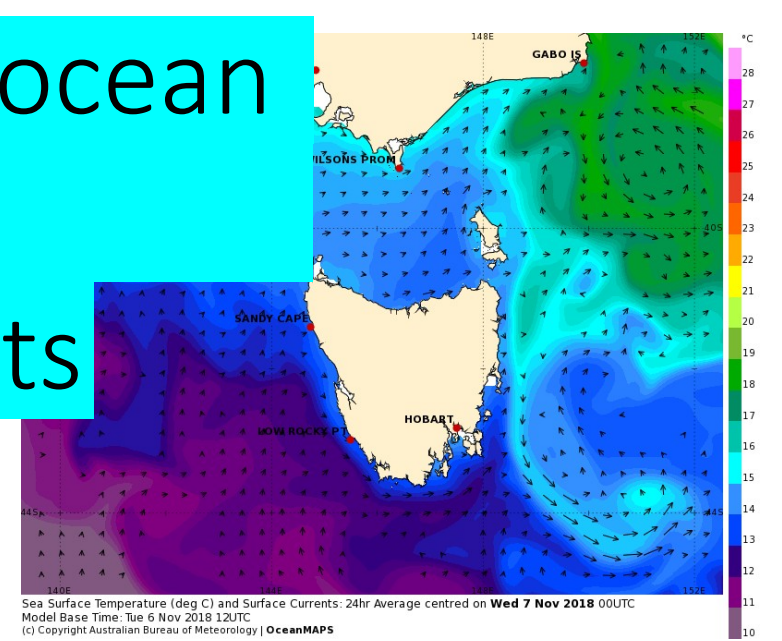 ocean
ts
148E
152E
GABO IS
WILSONS PROM
40S
SANDY CAPE
HOBART
LOW ROCKY PT
44S
44S
140E
144E
148E
152E
°C
28
27
26
25
24
23
22
21
20
19
18
17
16
15
14
13
12
11
10
Sea Surface Temperature (deg C) and Surface Currents: 24hr Average centred on Wed 7 Nov 2018 00UTC
Model Base Time: Tue 6 Nov 2018 12UTC
(c) Copyright Australian Bureau of Meteorology | OceanMAPS